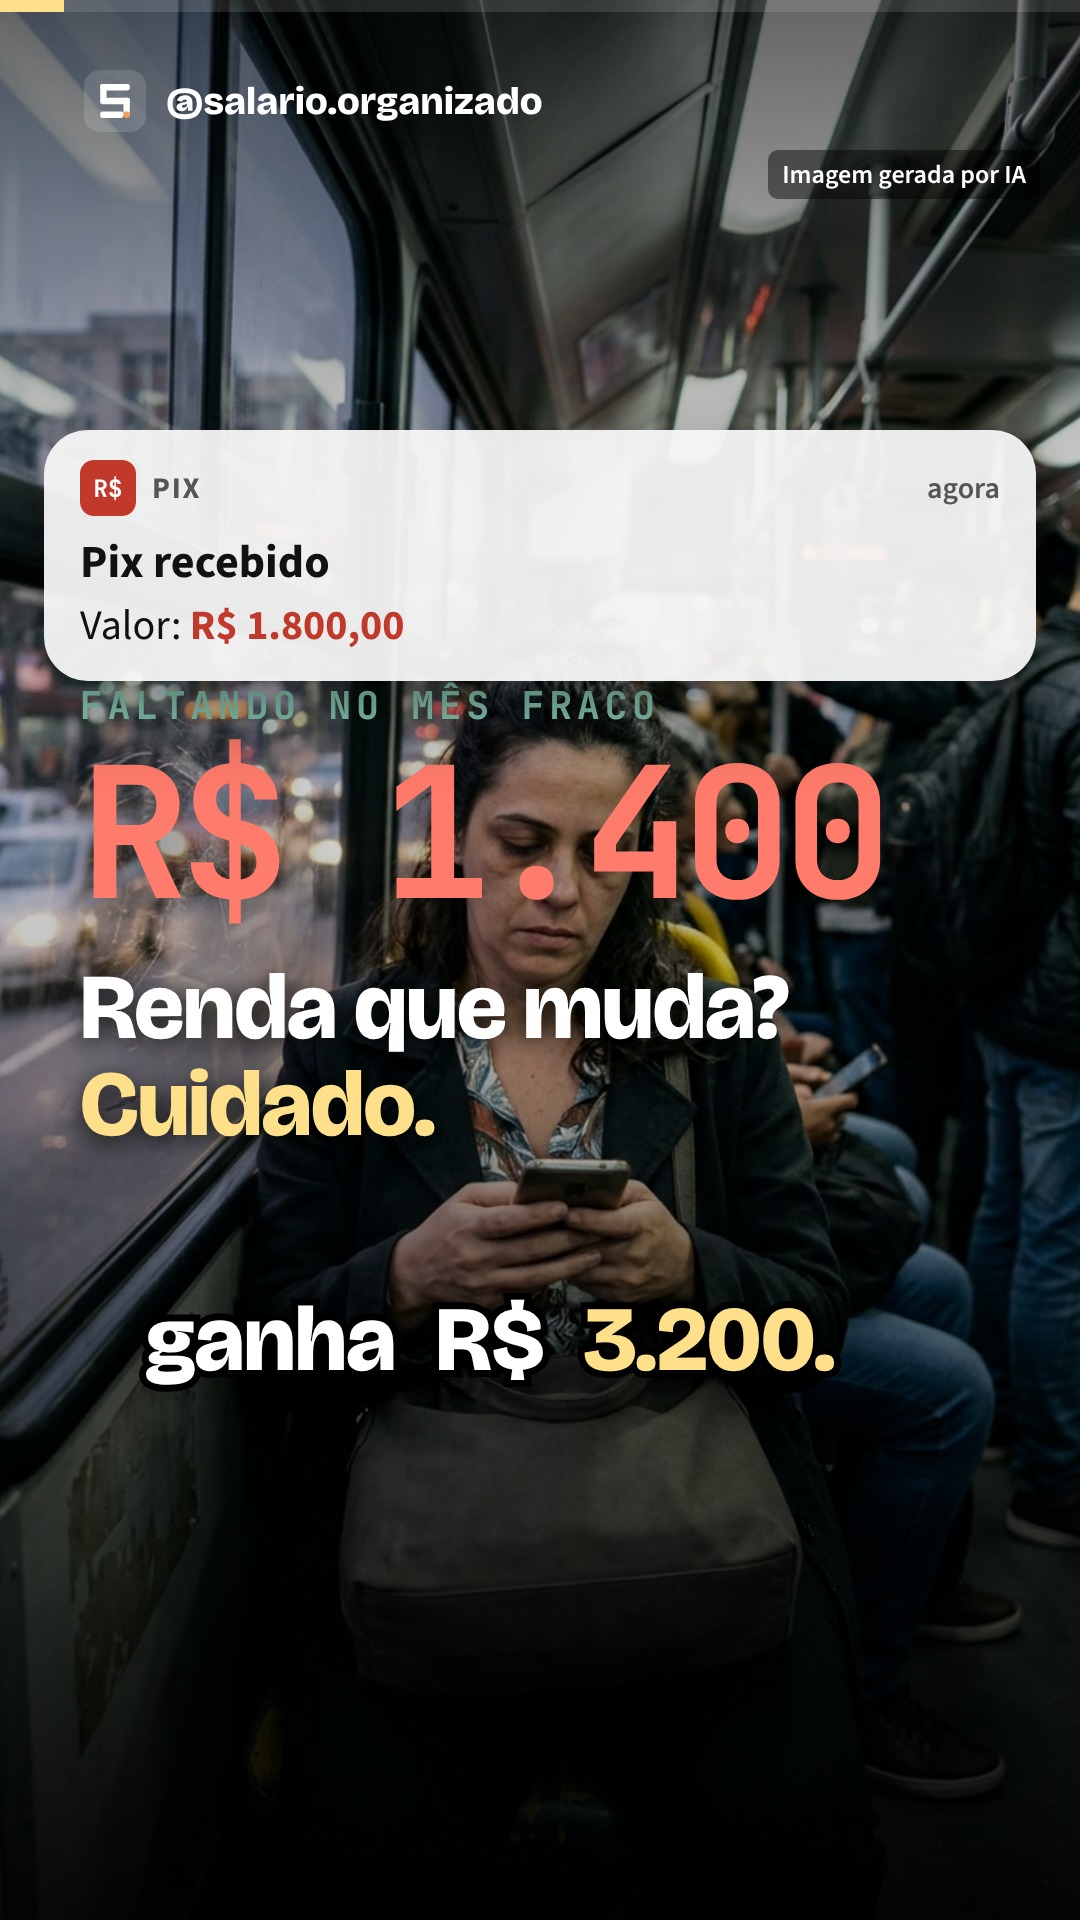 @salario.organizado
Imagem gerada por IA
R$ PIX agora
Pix recebido
Valor: R$ 1.800,00
FALTANDO NO MÊS FRACO
R$ 1.400
Renda que muda?
Cuidado.
ganha R$ 3.200.